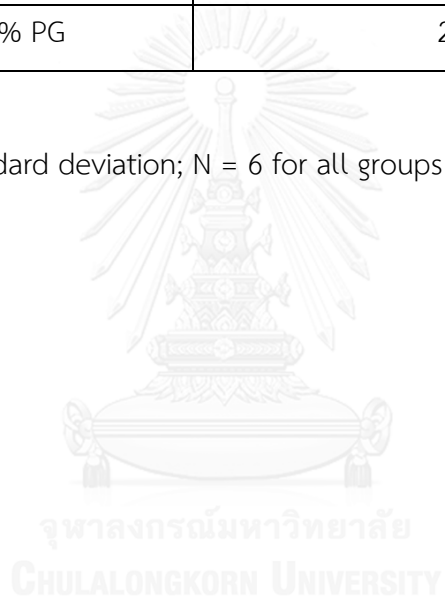 % PG 2
dard deviation; N = 6 for all groups
จุฬาลงกรณ์มหาวิทยาลัย
CHULALONGKORN UNIVERSITY